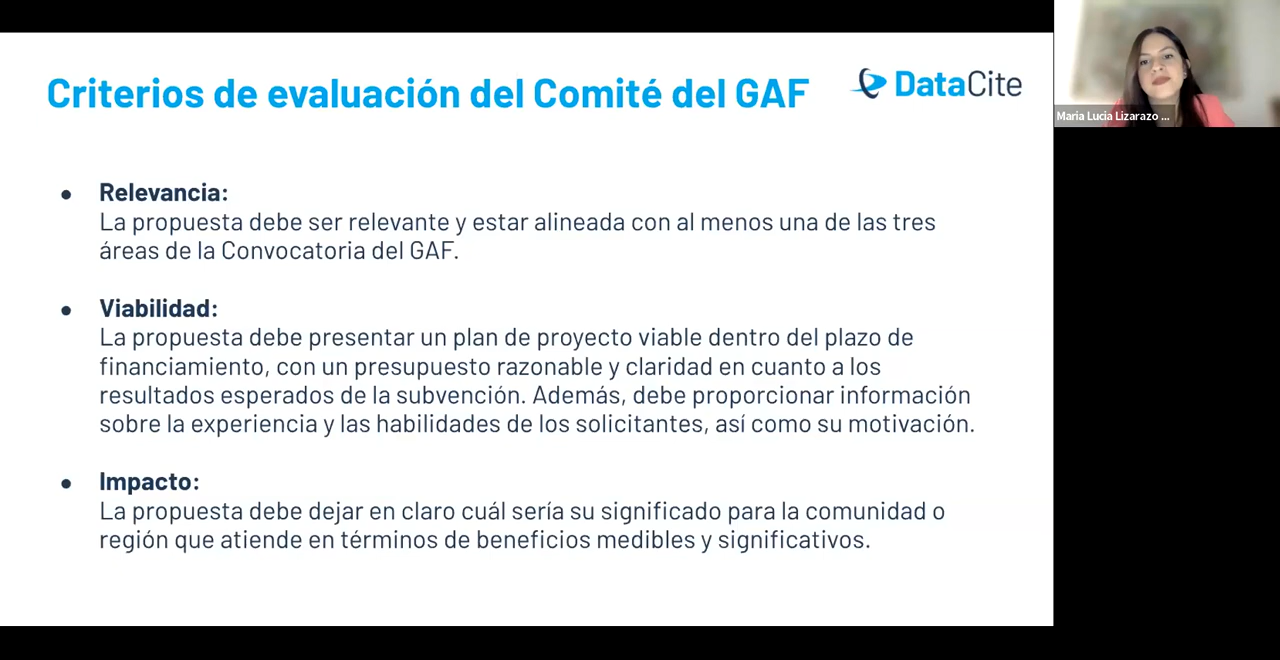 Criterios de evaluación del Comité del GAF
DataCite
Maria Lucia Lizarazo ...
● Relevancia:
La propuesta debe ser relevante y estar alineada con al menos una de las tres
áreas de la Convocatoria del GAF.
● Viabilidad:
La propuesta debe presentar un plan de proyecto viable dentro del plazo de
financiamiento, con un presupuesto razonable y claridad en cuanto a los
resultados esperados de la subvención. Además, debe proporcionar información
sobre la experiencia y las habilidades de los solicitantes, así como su motivación.
● Impacto:
La propuesta debe dejar en claro cuál sería su significado para la comunidad o
región que atiende en términos de beneficios medibles y significativos.